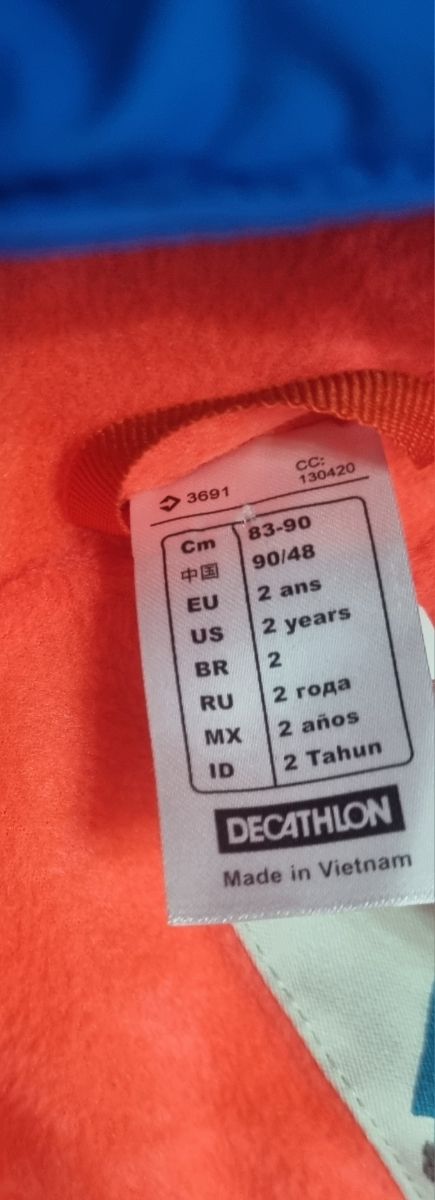 3691 CC: 130420
Cm 83-90
中国 90/48
EU 2 ans
US 2 years
BR 2
RU 2 года
MX 2 años
ID 2 Tahun
DECATHLON
Made in Vietnam